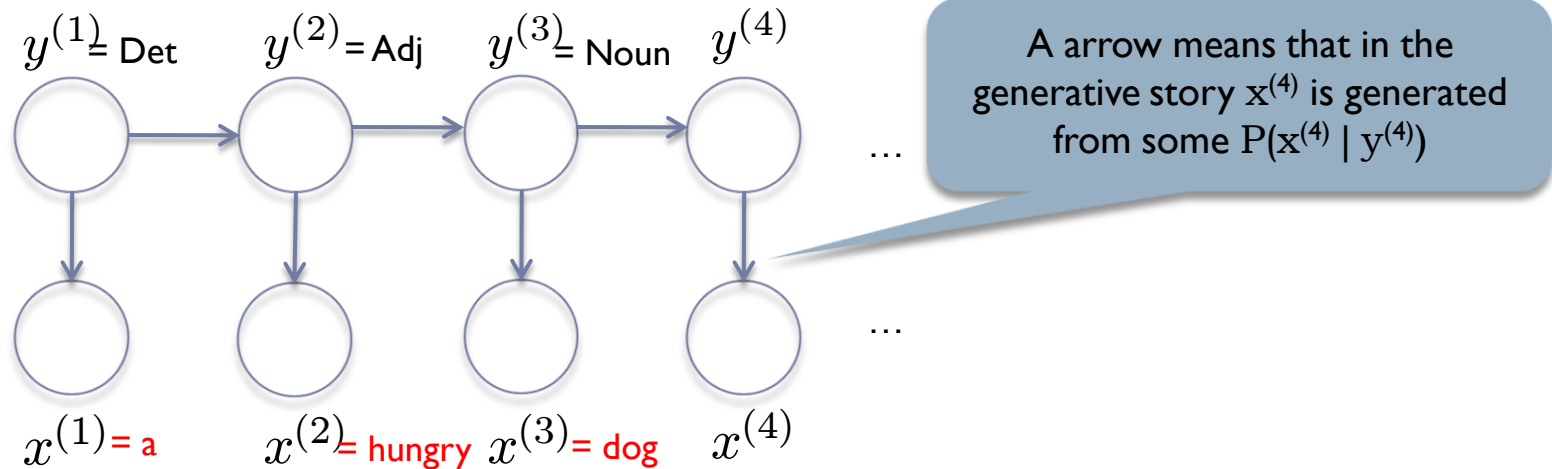 y^{(1)} = Det y^{(2)} = Adj y^{(3)} = Noun y^{(4)}
A arrow means that in the
generative story x^{(4)} is generated
from some P(x^{(4)} | y^{(4)})
...
...
x^{(1)} = a x^{(2)} = hungry x^{(3)} = dog x^{(4)}